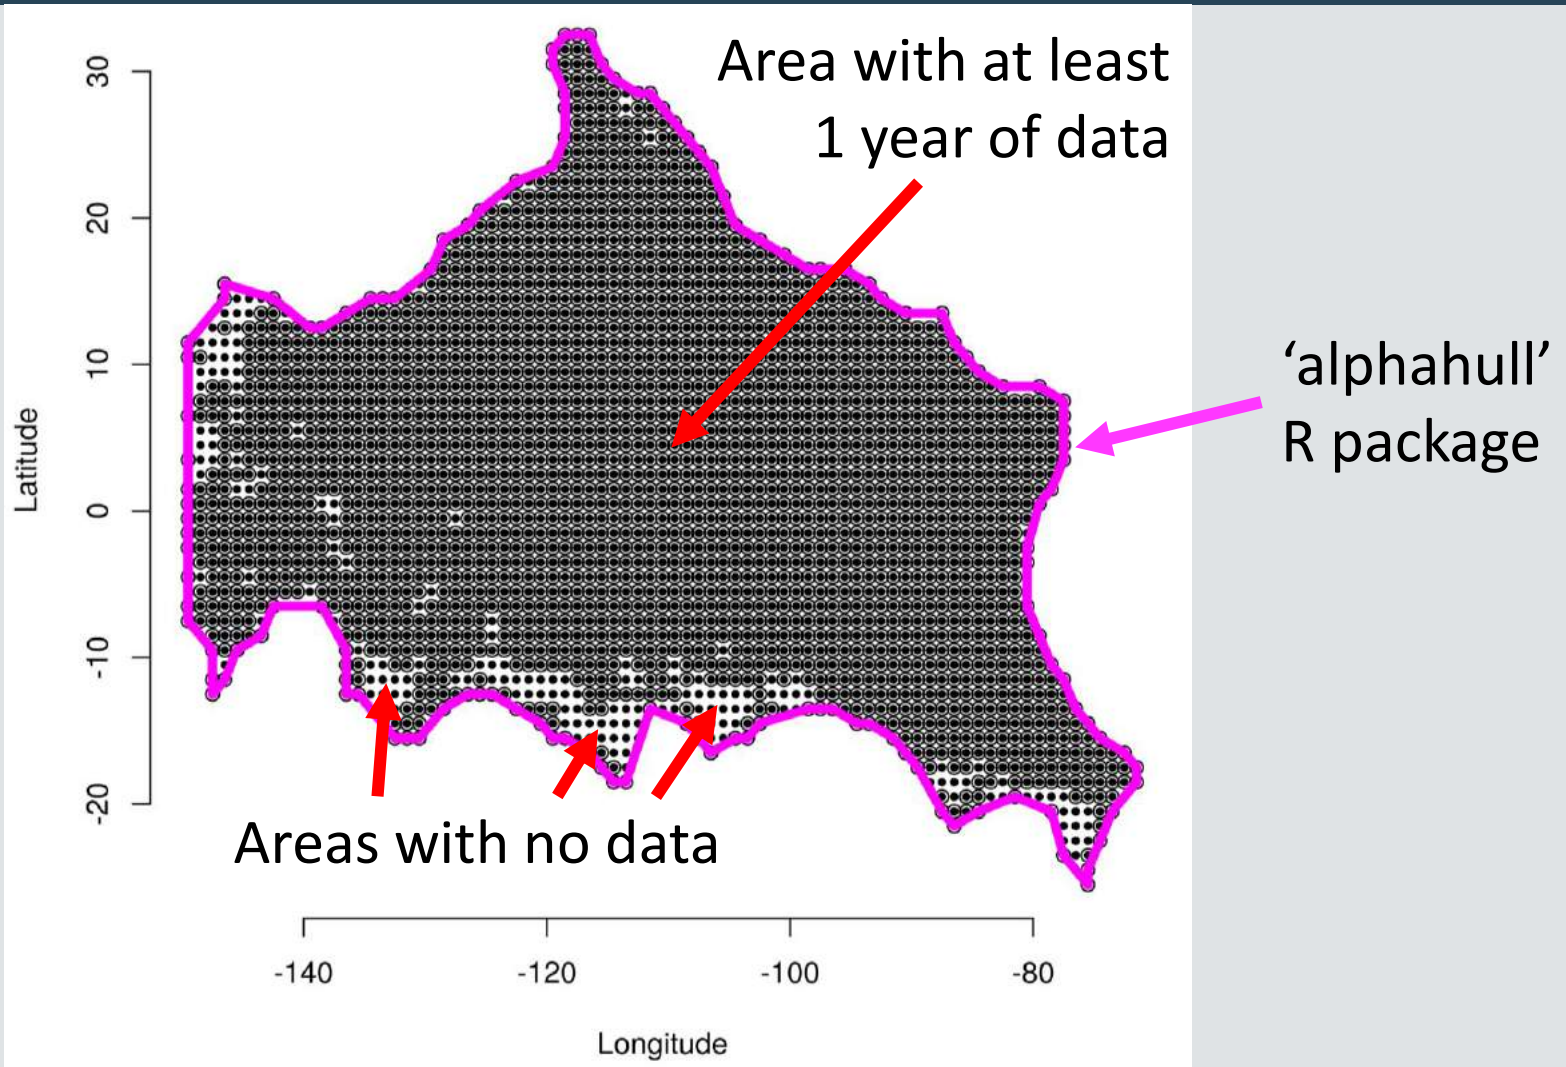 Area with at least
1 year of data
‘alphahull’
R package
Areas with no data
Latitude
30
20
10
0
-10
-20
-140
-120
-100
-80
Longitude